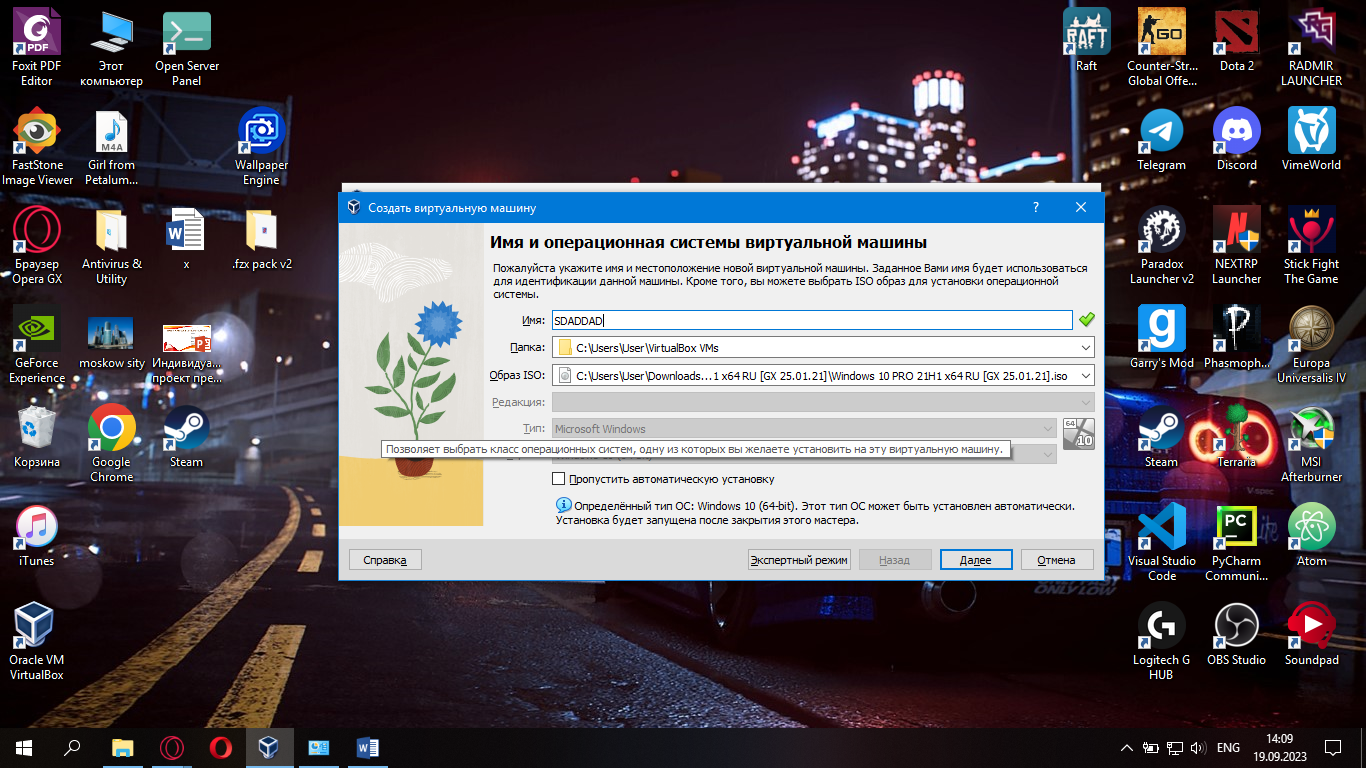 Foxit PDF
Editor
Этот
компьютер
Open Server
Panel
Raft
Counter-Str...
Global Offe...
Dota 2
RADMIR
LAUNCHER
FastStone
Image Viewer
M4A
Girl from
Petalum...
Wallpaper
Engine
Telegram
Discord
VimeWorld
Браузер
Opera GX
Antivirus &
Utility
x
.fzx pack v2
Paradox
Launcher v2
NEXTRP
Launcher
Stick Fight
The Game
GeForce
Experience
moskow sity
Индивидуа...
проект пре...
Garry's Mod
Phasmoph...
Europa
Universalis IV
Корзина
Google
Chrome
Steam
Steam
Terraria
MSI
Afterburner
iTunes
Visual Studio
Code
PyCharm
Communi...
Atom
Oracle VM
VirtualBox
Logitech G
HUB
OBS Studio
Soundpad
Создать виртуальную машину
Имя и операционная системы виртуальной машины
Пожалуйста укажите имя и местоположение новой виртуальной машины. Заданное Вами имя будет использоваться
для идентификации данной машины. Кроме того, вы можете выбрать ISO образ для установки операционной
системы.
Имя: SDADDAD
Папка: C:\Users\User\VirtualBox VMs
Образ ISO: C:\Users\User\Downloads...1 x64 RU [GX 25.01.21]\Windows 10 PRO 21H1 x64 RU [GX 25.01.21].iso
Редакция:
Тип: Microsoft Windows
64
10
Позволяет выбрать класс операционных систем, одну из которых вы желаете установить на эту виртуальную машину.
Пропустить автоматическую установку
Определённый тип ОС: Windows 10 (64-bit). Этот тип ОС может быть установлен автоматически.
Установка будет запущена после закрытия этого мастера.
Справка
Экспертный режим
Назад
Далее
Отмена
V-spec
ONLY LOW
ENG
14:09
19.09.2023